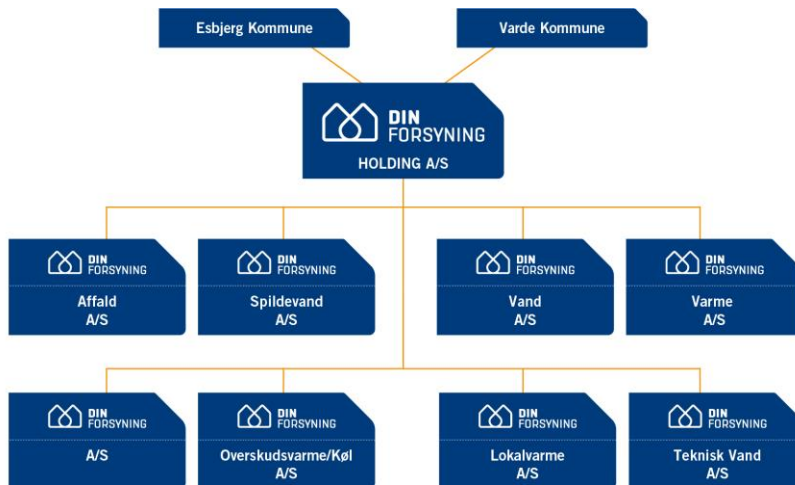 Esbjerg Kommune
Varde Kommune
DIN
FORSYNING
HOLDING A/S
DIN
FORSYNING
Affald
A/S
DIN
FORSYNING
Spildevand
A/S
DIN
FORSYNING
Vand
A/S
DIN
FORSYNING
Varme
A/S
DIN
FORSYNING
A/S
DIN
FORSYNING
Overskudsvarme/Køl
A/S
DIN
FORSYNING
Lokalvarme
A/S
DIN
FORSYNING
Teknisk Vand
A/S